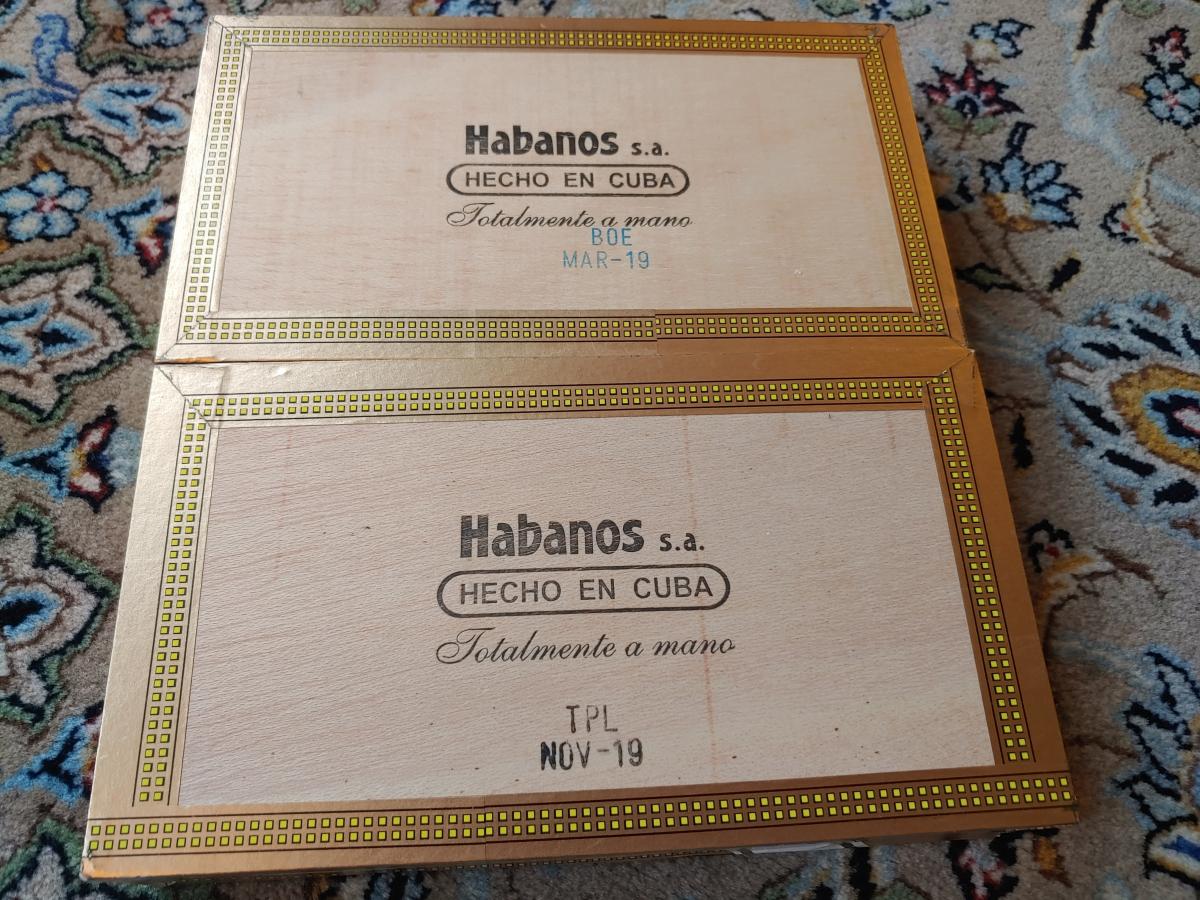 Habanos s.a.
HECHO EN CUBA
Totalmente a mano
BOE
MAR-19
Habanos s.a.
HECHO EN CUBA
Totalmente a mano
TPL
NOV-19